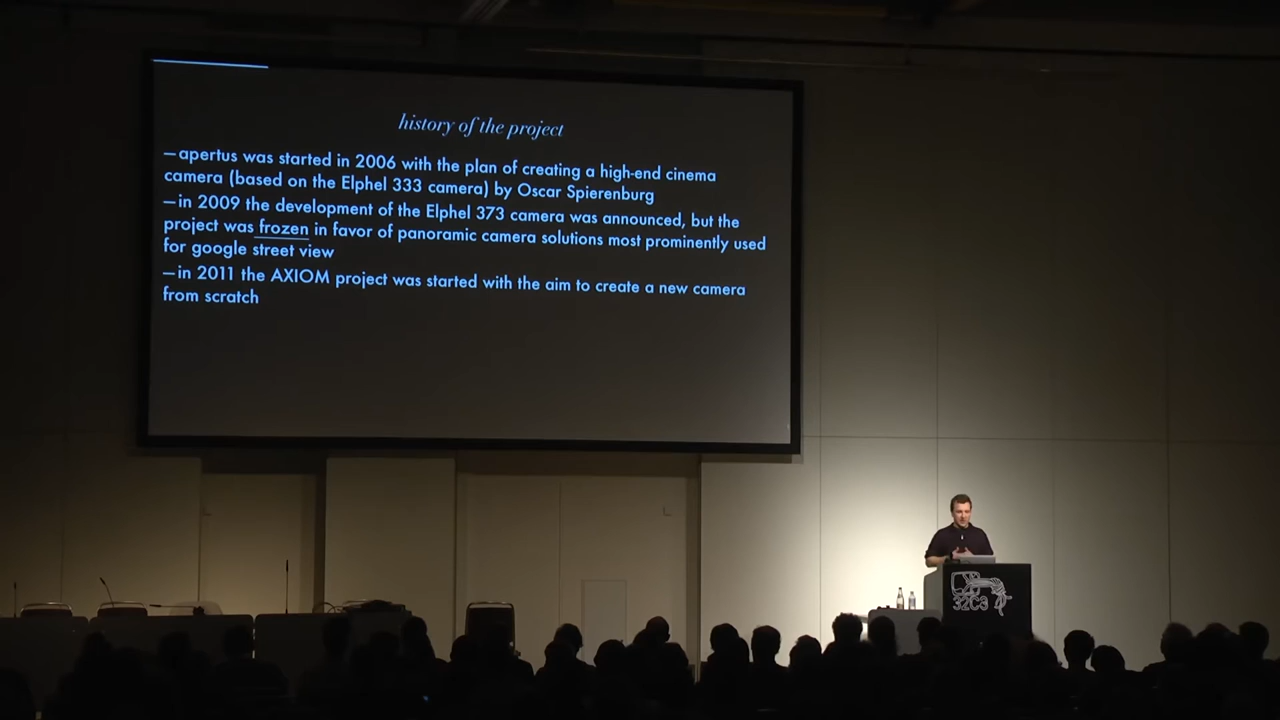 history of the project
—apertus was started in 2006 with the plan of creating a high-end cinema
camera (based on the Elphel 333 camera) by Oscar Spierenburg
—in 2009 the development of the Elphel 373 camera was announced, but the
project was frozen in favor of panoramic camera solutions most prominently used
for google street view
—in 2011 the AXIOM project was started with the aim to create a new camera
from scratch
32C3